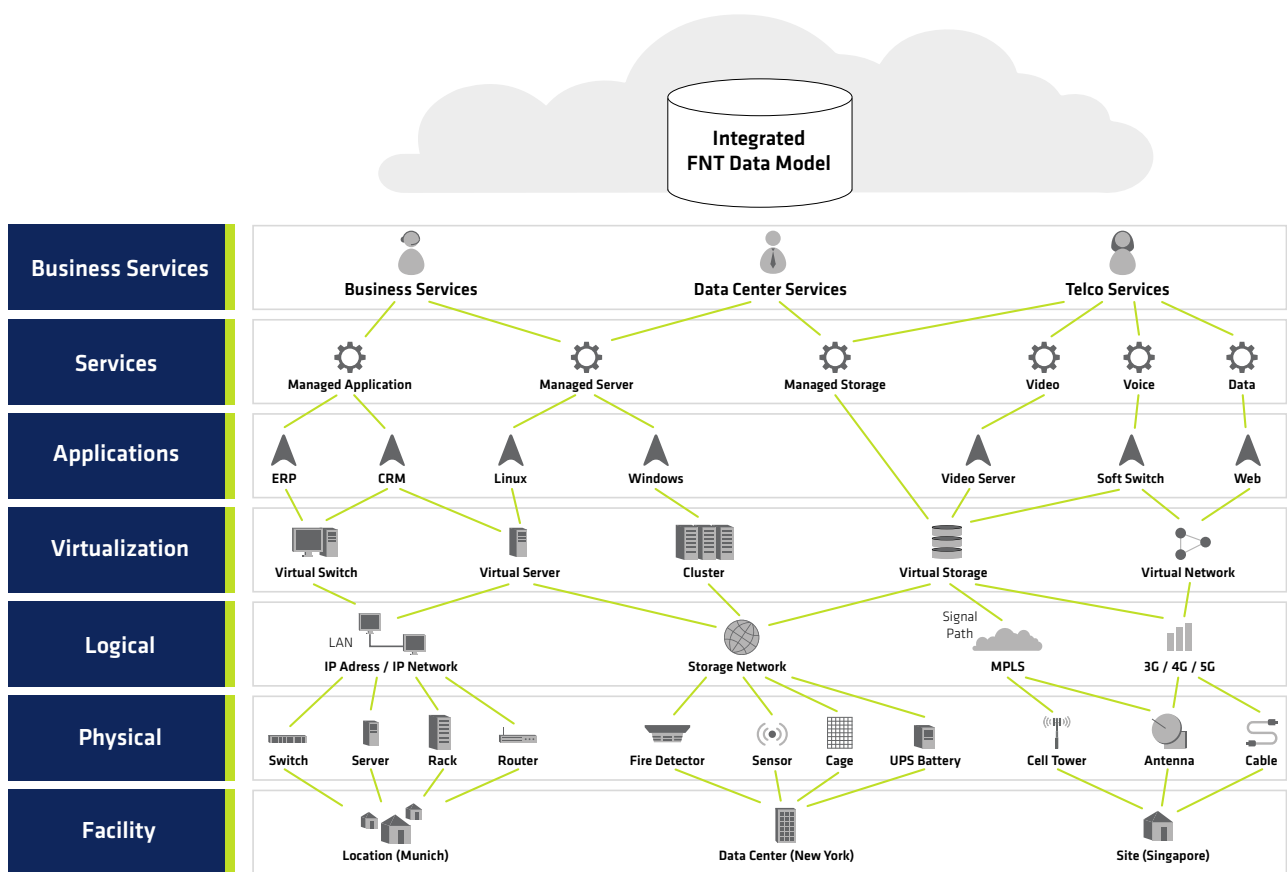 Integrated
FNT Data Model
Business Services
Business Services
Data Center Services
Telco Services
Services
Managed Application
Managed Server
Managed Storage
Video
Voice
Data
Applications
ERP
CRM
Linux
Windows
Video Server
Soft Switch
Web
Virtualization
Virtual Switch
Virtual Server
Cluster
Virtual Storage
Virtual Network
Logical
LAN
IP Adress / IP Network
Storage Network
Signal
Path
MPLS
3G / 4G / 5G
Physical
Switch
Server
Rack
Router
Fire Detector
Sensor
Cage
UPS Battery
Cell Tower
Antenna
Cable
Facility
Location (Munich)
Data Center (New York)
Site (Singapore)